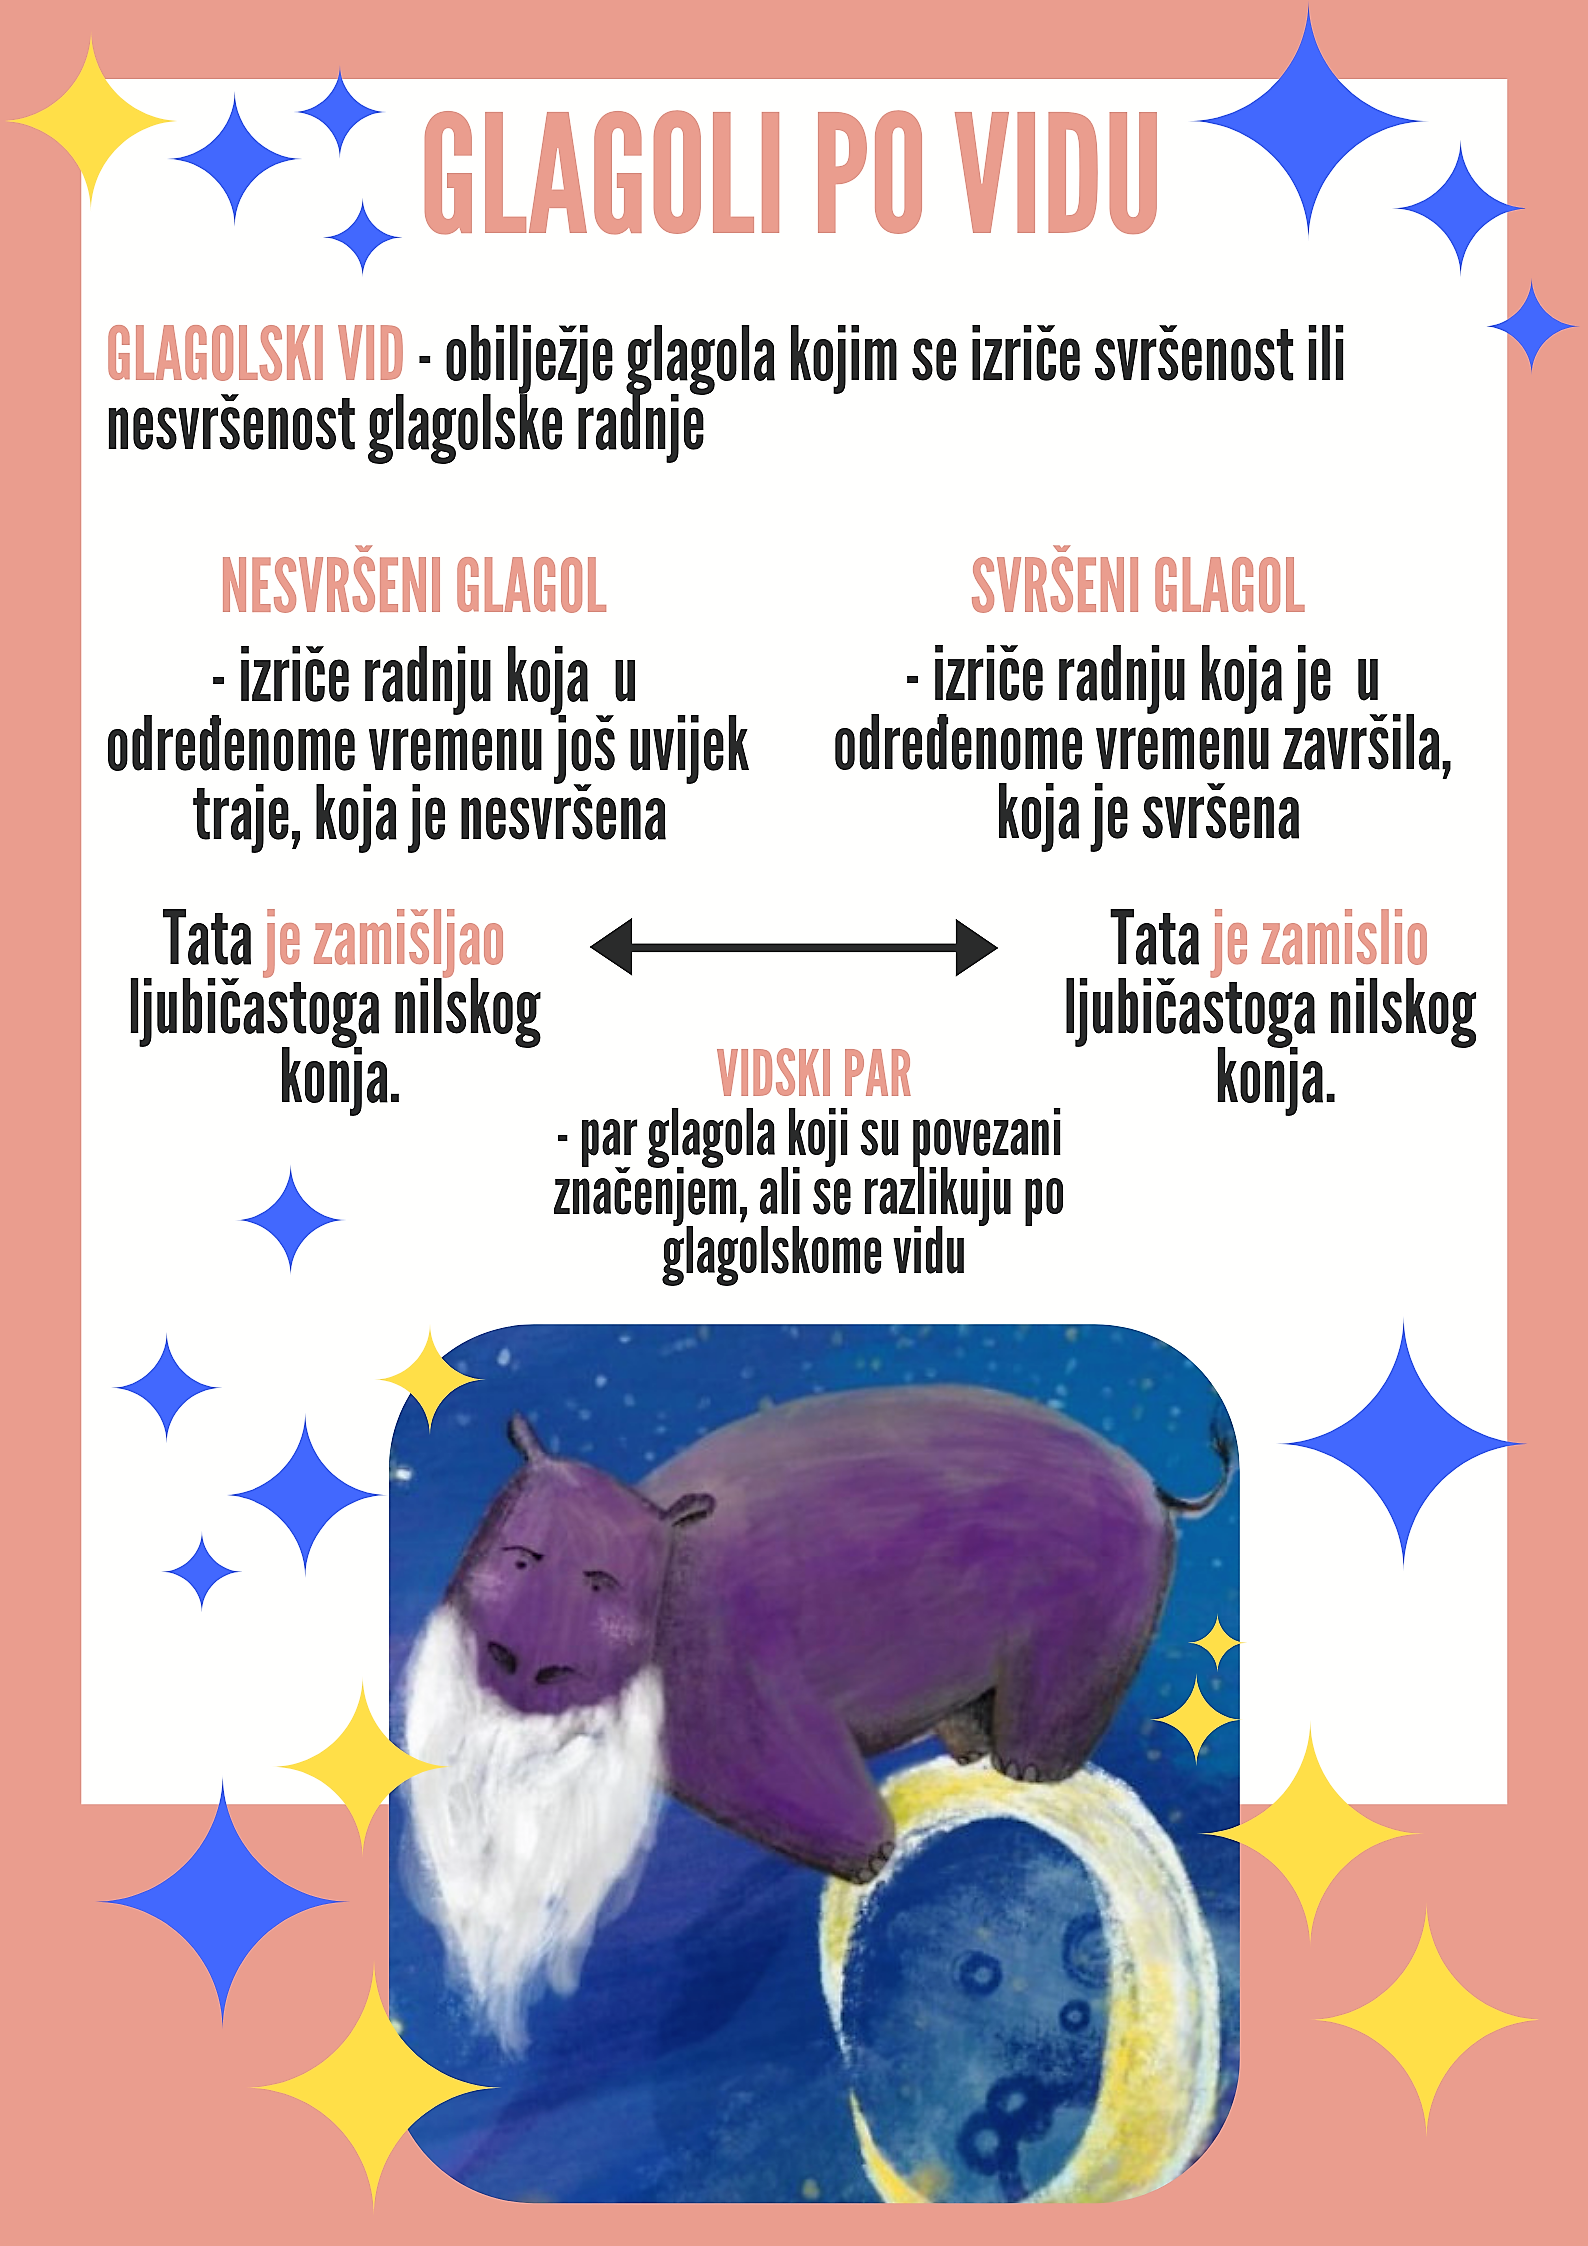 GLAGOLI PO VIDU
GLAGOLSKI VID - obilježje glagola kojim se izriče svršenost ili
nesvršenost glagolske radnje
NESVRŠENI GLAGOL
- izriče radnju koja u
određenome vremenu još uvijek
traje, koja je nesvršena
SVRŠENI GLAGOL
- izriče radnju koja je u
određenome vremenu završila,
koja je svršena
Tata je zamišljao
ljubičastoga nilskog
konja.
Tata je zamislio
ljubičastoga nilskog
konja.
VIDSKI PAR
- par glagola koji su povezani
značenjem, ali se razlikuju po
glagolskome vidu